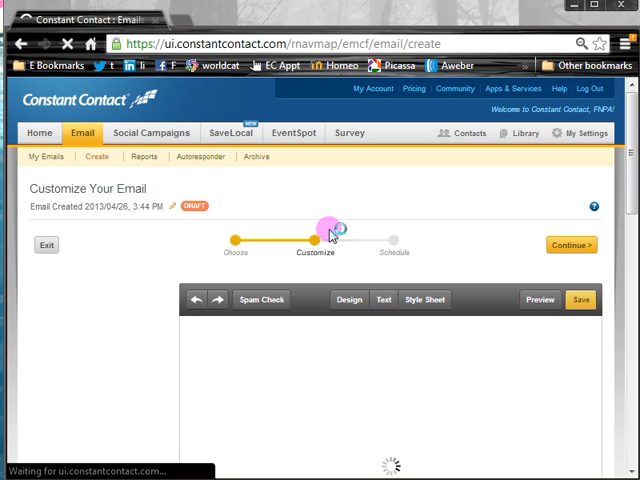 Constant Contact : Emails
https://ui.constantcontact.com/rnavmap/emcf/email/create
E Bookmarks t in li F worldcat EC Appt Homeo Picassa Aweber » Other bookmarks
My Account Pricing Community Apps & Services Help Log Out
Constant Contact
Welcome to Constant Contact, FNPA!
NEW
Home Email Social Campaigns SaveLocal EventSpot Survey Contacts Library My Settings
My Emails Create Reports Autoresponder Archive
Customize Your Email
Email Created 2013/04/26, 3:44 PM DRAFT ?
Exit Continue >
Choose Customize Schedule
Spam Check Design Text Style Sheet Preview Save
Waiting for ui.constantcontact.com...